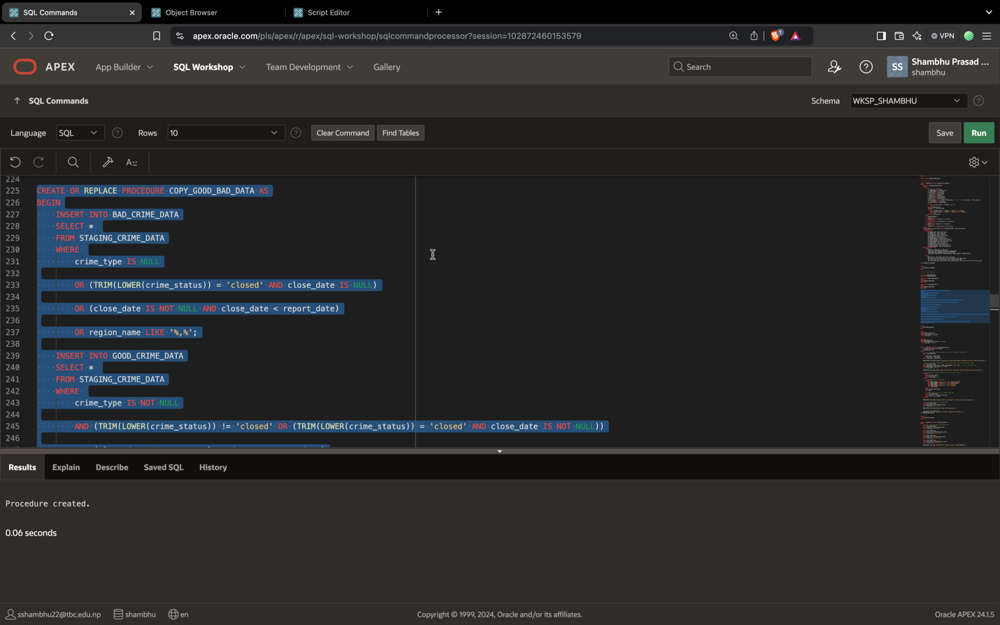 SQL Commands
Object Browser
Script Editor
apex.oracle.com/pls/apex/r/apex/sql-workshop/sqlcommandprocessor?session=102872460153579
1
VPN
APEX
App Builder
SQL Workshop
Team Development
Gallery
Search
SS
Shambhu Prasad ...
shambhu
SQL Commands
Schema
WKSP_SHAMBHU
Language
SQL
Rows
10
Clear Command
Find Tables
Save
Run
224
225 CREATE OR REPLACE PROCEDURE COPY_GOOD_BAD_DATA AS
226 BEGIN
227 INSERT INTO BAD_CRIME_DATA
228 SELECT *
229 FROM STAGING_CRIME_DATA
230 WHERE
231 crime_type IS NULL
232
233 OR (TRIM(LOWER(crime_status)) = 'closed' AND close_date IS NULL)
234
235 OR (close_date IS NOT NULL AND close_date < report_date)
236
237 OR region_name LIKE '%,%';
238
239 INSERT INTO GOOD_CRIME_DATA
240 SELECT *
241 FROM STAGING_CRIME_DATA
242 WHERE
243 crime_type IS NOT NULL
244
245 AND (TRIM(LOWER(crime_status)) != 'closed' OR (TRIM(LOWER(crime_status)) = 'closed' AND close_date IS NOT NULL))
246
Results
Explain
Describe
Saved SQL
History
Procedure created.
0.06 seconds
sshambhu22@tbc.edu.np
shambhu
en
Copyright © 1999, 2024, Oracle and/or its affiliates.
Oracle APEX 24.1.5